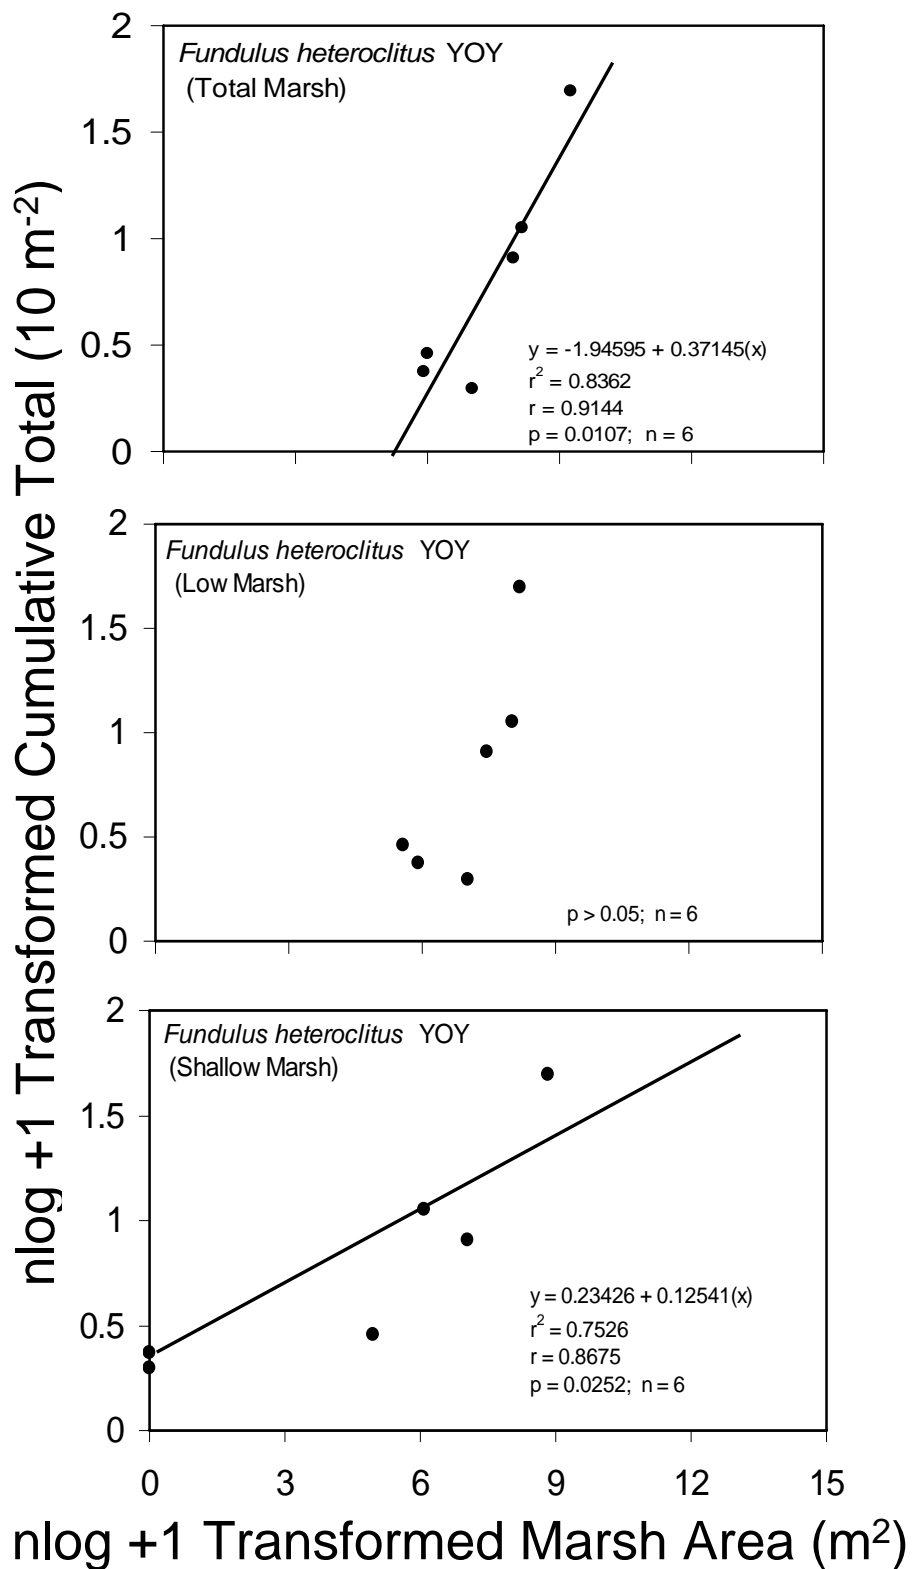 nlog +1 Transformed Cumulative Total (10 m-2)
2
1.5
1
0.5
0
Fundulus heteroclitus YOY
(Total Marsh)
y = -1.94595 + 0.37145(x)
r2 = 0.8362
r = 0.9144
p = 0.0107; n = 6
2
1.5
1
0.5
0
Fundulus heteroclitus YOY
(Low Marsh)
p > 0.05; n = 6
2
1.5
1
0.5
0
Fundulus heteroclitus YOY
(Shallow Marsh)
y = 0.23426 + 0.12541(x)
r2 = 0.7526
r = 0.8675
p = 0.0252; n = 6
0 3 6 9 12 15
nlog +1 Transformed Marsh Area (m2)